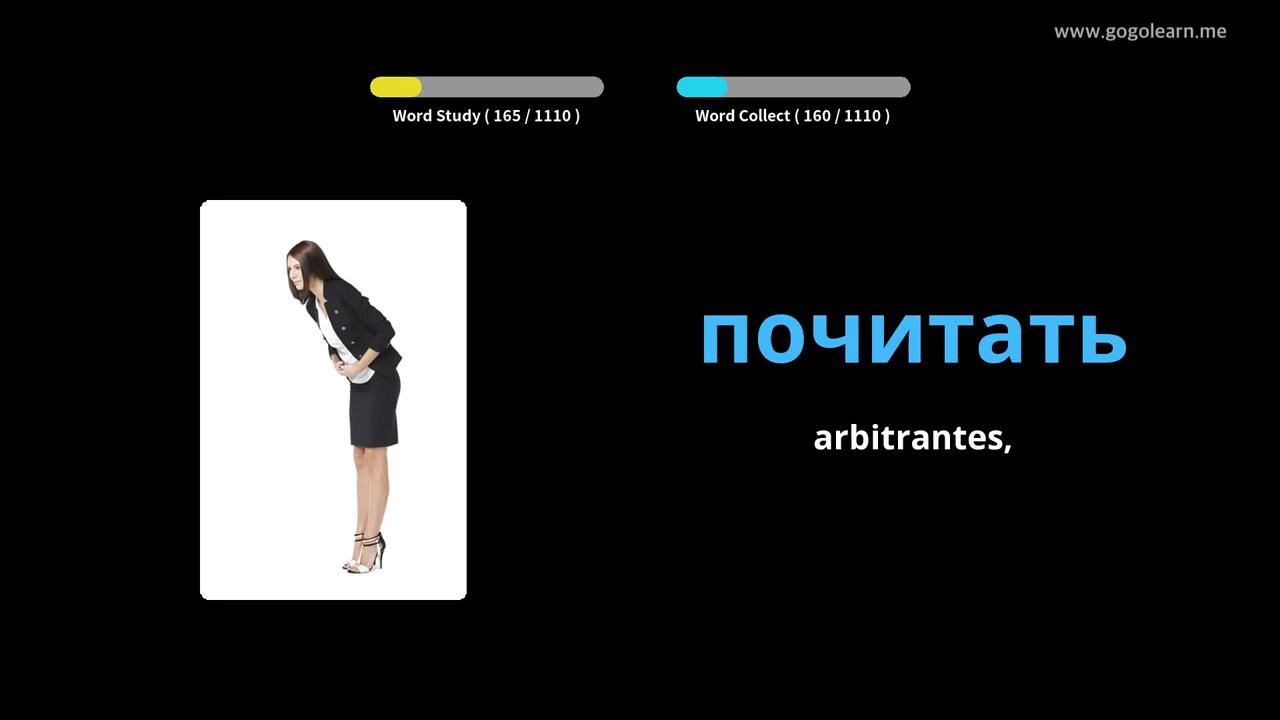 www.gogolearn.me
Word Study ( 165 / 1110 )
Word Collect ( 160 / 1110 )
почитать
arbitrantes,